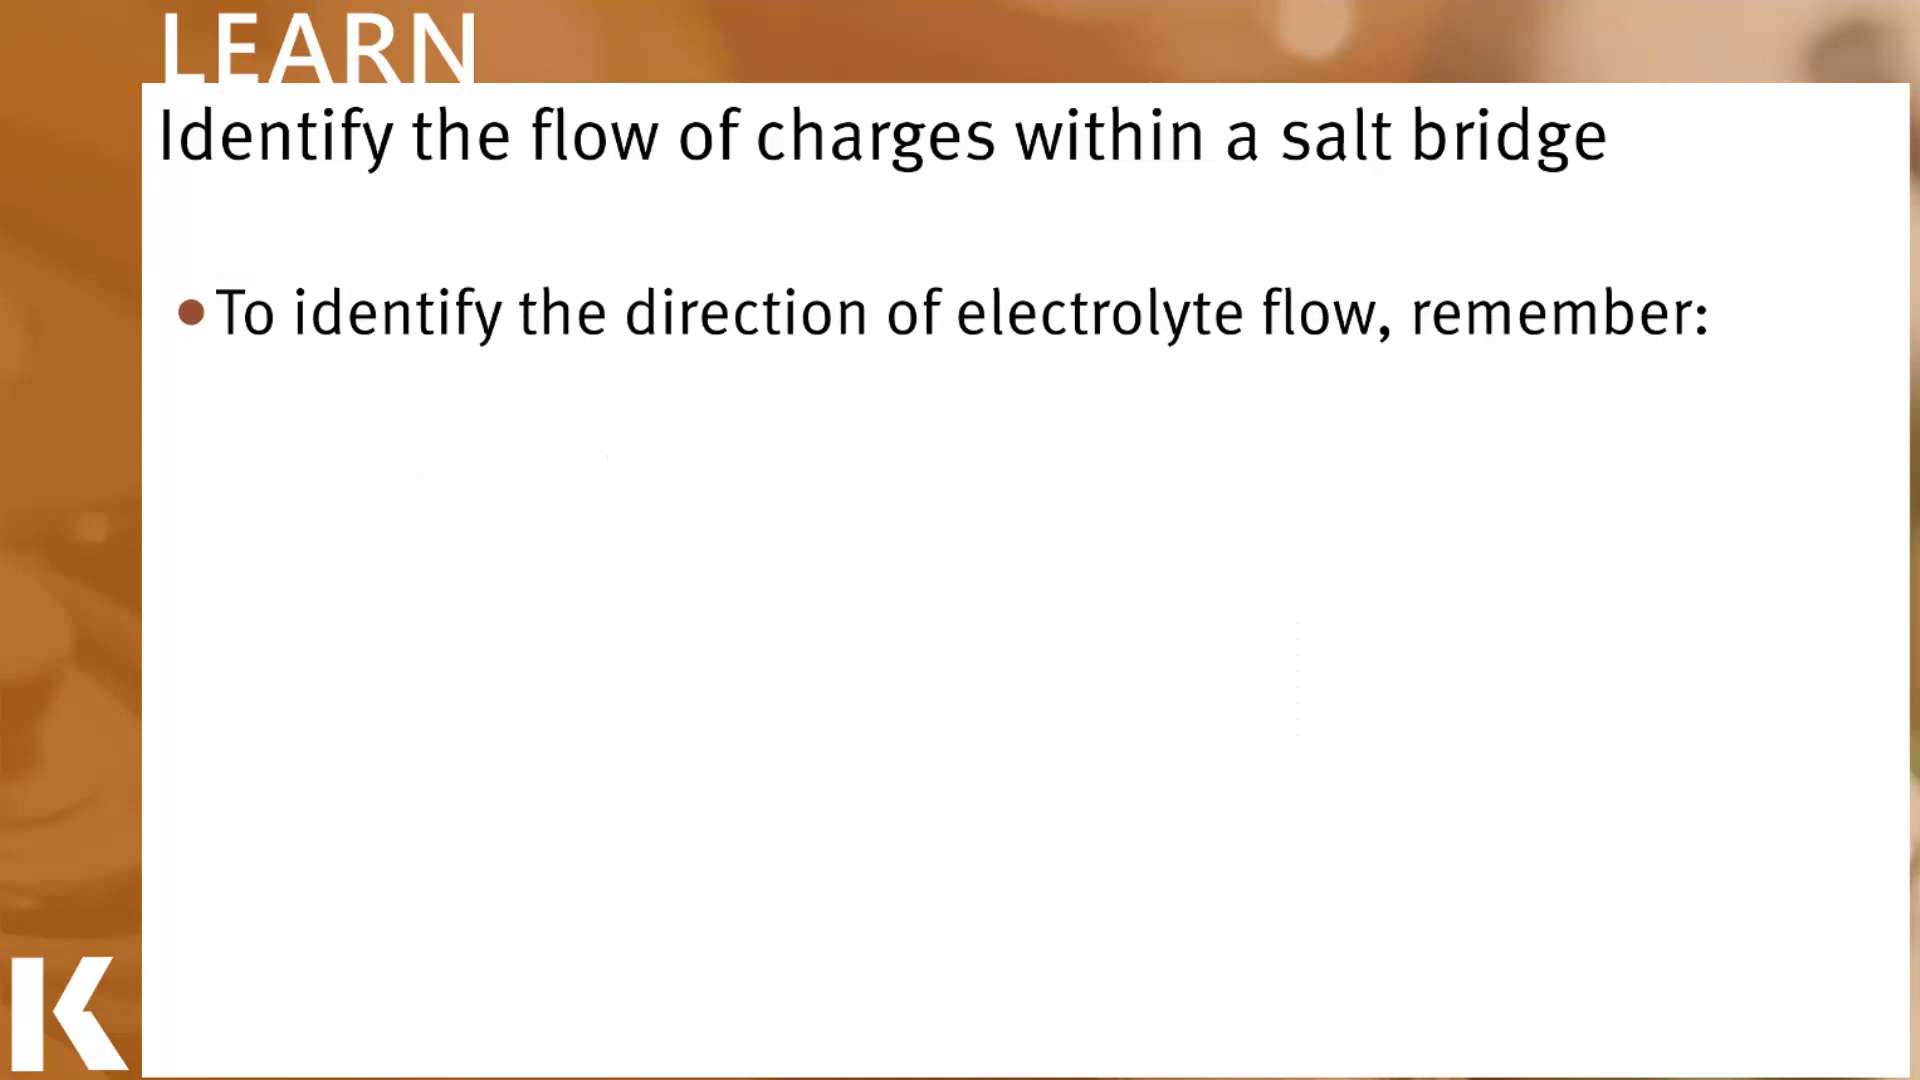 LEARN
Identify the flow of charges within a salt bridge
•To identify the direction of electrolyte flow, remember:
K